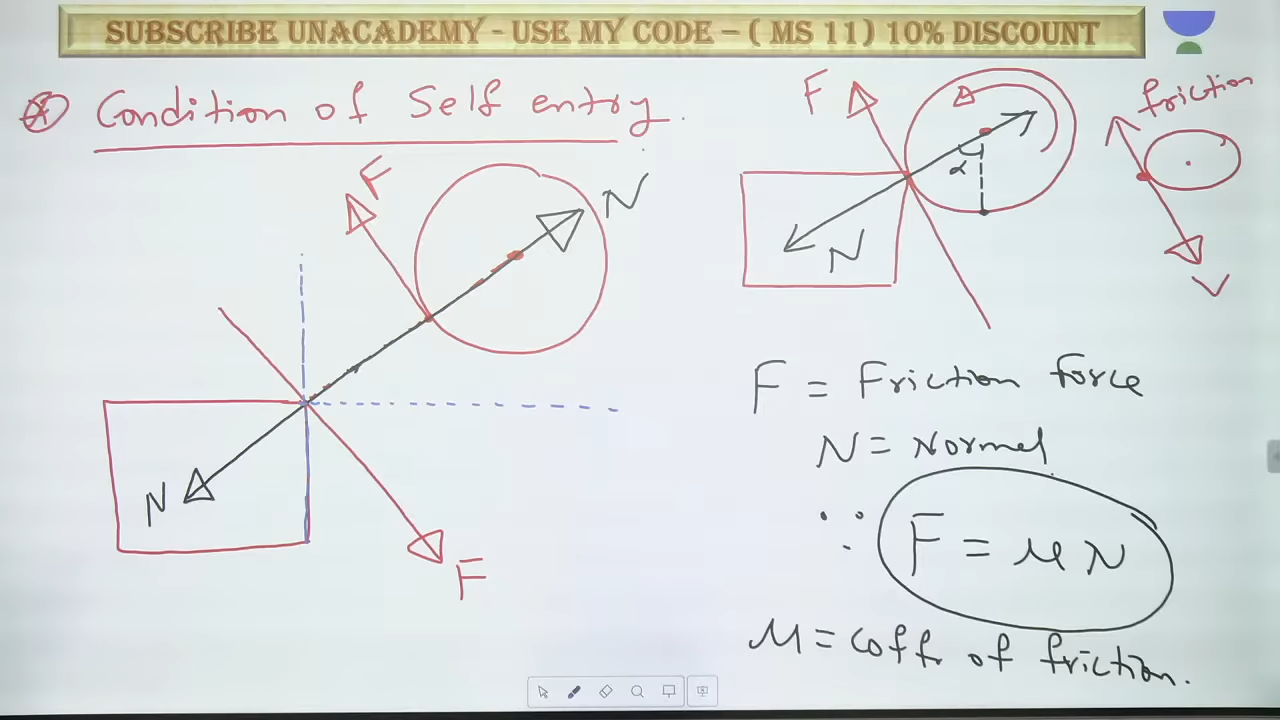 SUBSCRIBE UNACADEMY - USE MY CODE - ( MS 11) 10% DISCOUNT
Condition of Self entry.
F
N
N
F
F
α
N
friction
V
F = Friction force
N = Normal
∴ F = μN
μ = coff. of friction.